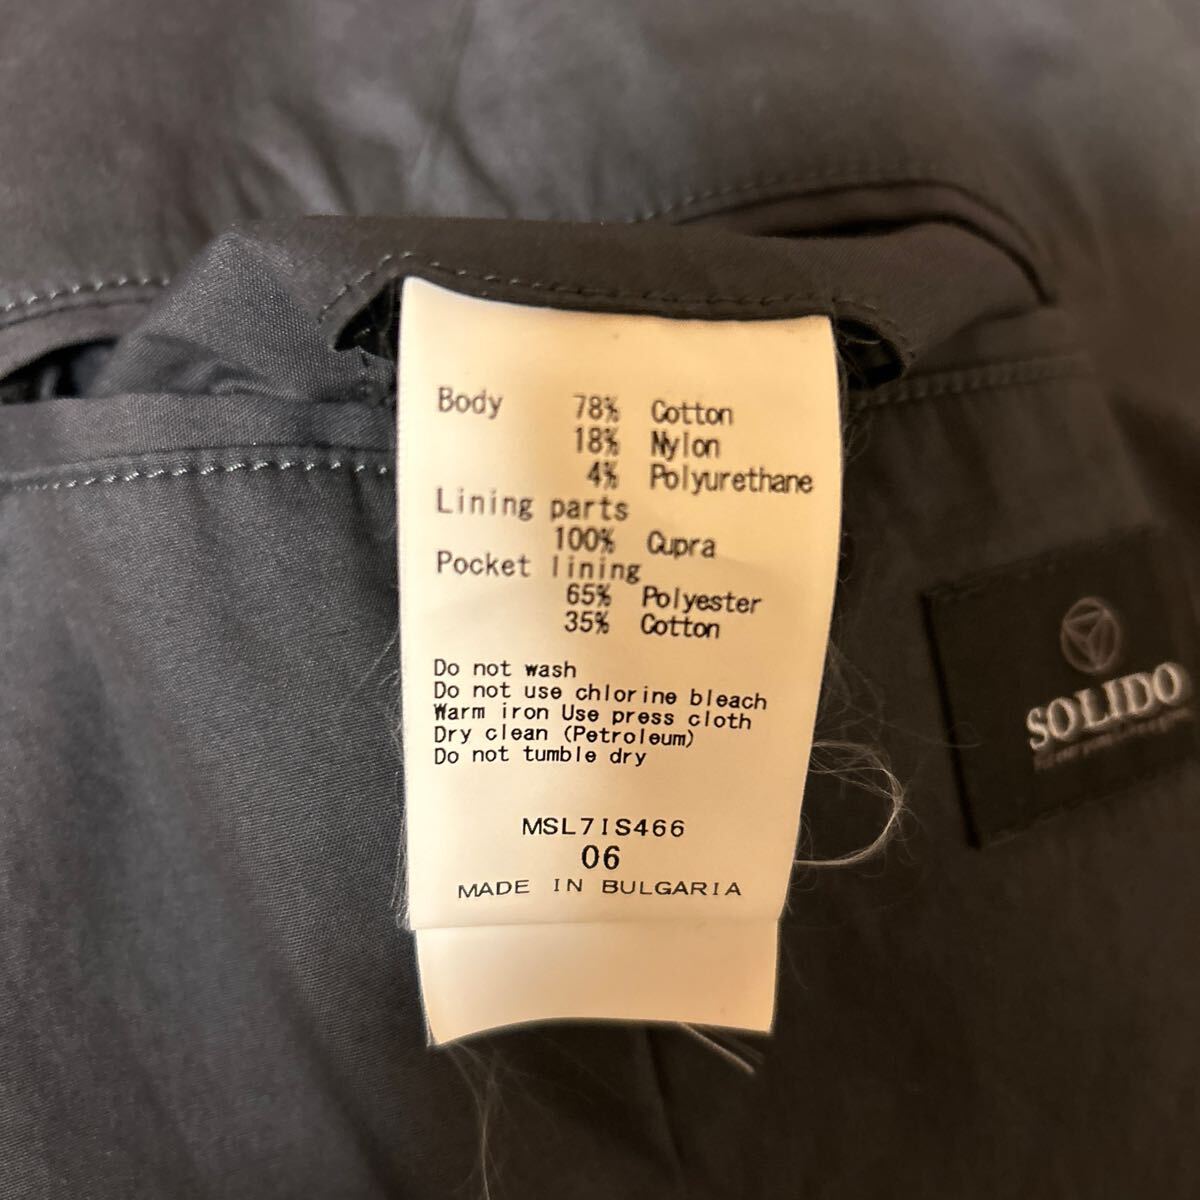 Body 78% Cotton
18% Nylon
4% Polyurethane
Lining parts
100% Cupra
Pocket lining
65% Polyester
35% Cotton
Do not wash
Do not use chlorine bleach
Warm iron Use press cloth
Dry clean (Petroleum)
Do not tumble dry
MSL7IS466
06
MADE IN BULGARIA
SOLIDO